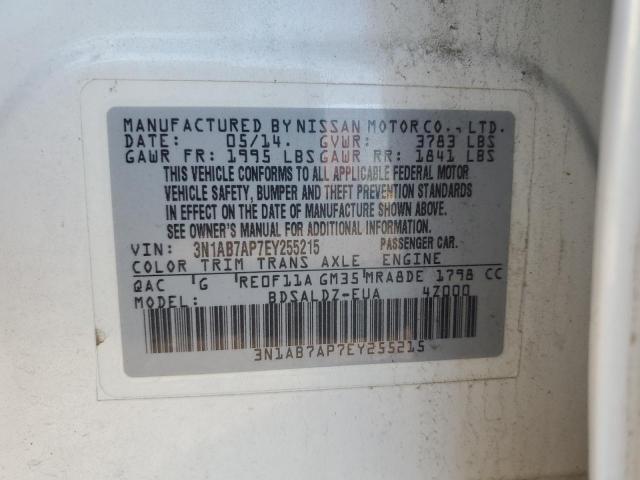 MANUFACTURED BY NISSAN MOTOR CO., LTD.
DATE: 05/14. GVWR: 3783 LBS
GAWR FR: 1995 LBS GAWR RR: 1841 LBS
THIS VEHICLE CONFORMS TO ALL APPLICABLE FEDERAL MOTOR
VEHICLE SAFETY, BUMPER AND THEFT PREVENTION STANDARDS
IN EFFECT ON THE DATE OF MANUFACTURE SHOWN ABOVE.
SEE OWNER'S MANUAL FOR ADDITIONAL INFORMATION.
VIN: 3N1AB7AP7EY255215 PASSENGER CAR.
COLOR TRIM TRANS AXLE ENGINE
QAC G RE0F11A GM35 MRA8DE 1798 CC
MODEL: BDSALDZ-EUA 4Z000
3N1AB7AP7EY255215